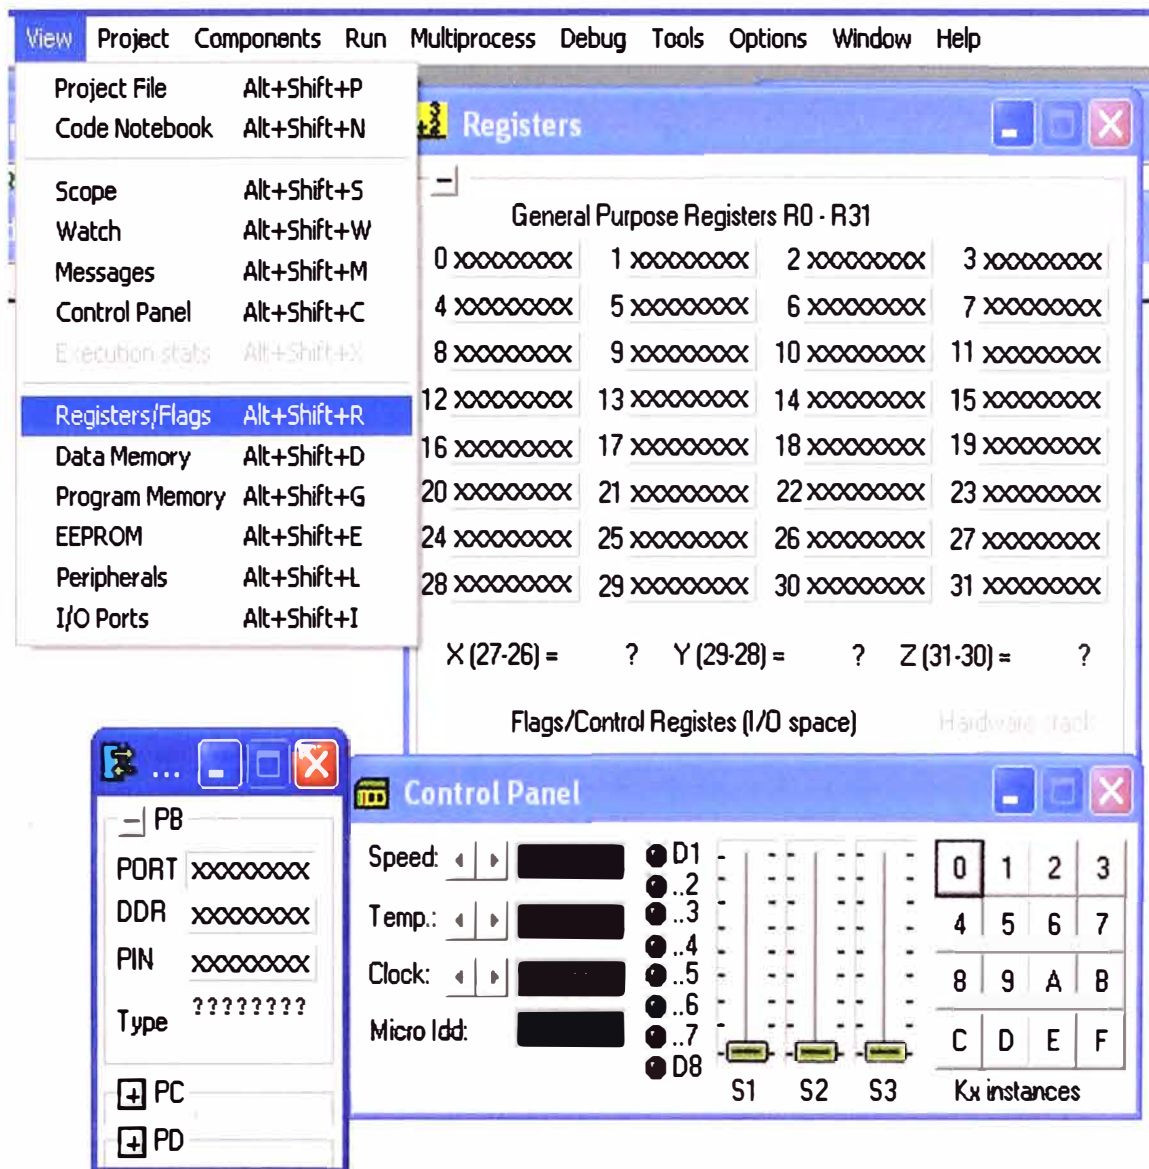 View Project Components Run Multiprocess Debug Tools Options Window Help
Project File Alt+Shift+P
Code Notebook Alt+Shift+N
Scope Alt+Shift+S
Watch Alt+Shift+W
Messages Alt+Shift+M
Control Panel Alt+Shift+C
Execution stats Alt+Shift+X
Registers/Flags Alt+Shift+R
Data Memory Alt+Shift+D
Program Memory Alt+Shift+G
EEPROM Alt+Shift+E
Peripherals Alt+Shift+L
I/O Ports Alt+Shift+I
Registers
General Purpose Registers R0 - R31
0 xxxxxxxx 1 xxxxxxxx 2 xxxxxxxx 3 xxxxxxxx
4 xxxxxxxx 5 xxxxxxxx 6 xxxxxxxx 7 xxxxxxxx
8 xxxxxxxx 9 xxxxxxxx 10 xxxxxxxx 11 xxxxxxxx
12 xxxxxxxx 13 xxxxxxxx 14 xxxxxxxx 15 xxxxxxxx
16 xxxxxxxx 17 xxxxxxxx 18 xxxxxxxx 19 xxxxxxxx
20 xxxxxxxx 21 xxxxxxxx 22 xxxxxxxx 23 xxxxxxxx
24 xxxxxxxx 25 xxxxxxxx 26 xxxxxxxx 27 xxxxxxxx
28 xxxxxxxx 29 xxxxxxxx 30 xxxxxxxx 31 xxxxxxxx
X (27-26) = ? Y (29-28) = ? Z (31-30) = ?
Flags/Control Registes (I/O space) Hardware stack
...
PB
PORT xxxxxxxx
DDR xxxxxxxx
PIN xxxxxxxx
Type ????????
PC
PD
Control Panel
Speed:
Temp.:
Clock:
Micro Idd:
D1
..2
..3
..4
..5
..6
..7
D8
S1 S2 S3
0 1 2 3
4 5 6 7
8 9 A B
C D E F
Kx instances